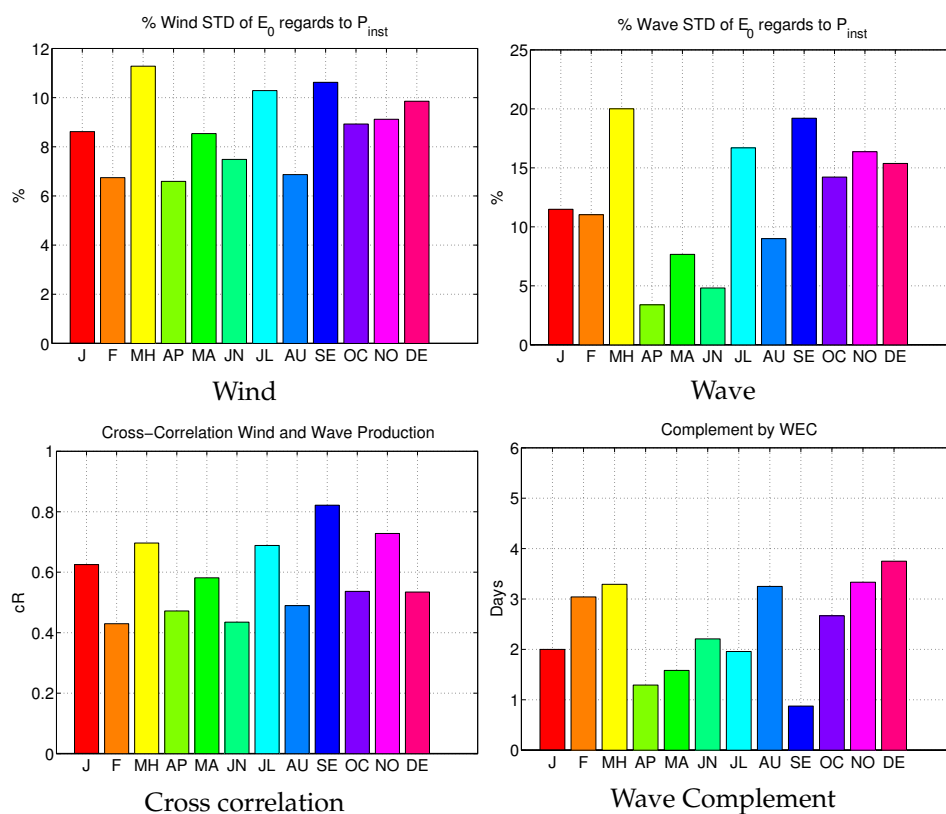 % Wind STD of E0 regards to Pinst
12
10
8
6
4
2
0
%
J F MH AP MA JN JL AU SE OC NO DE
Wind
% Wave STD of E0 regards to Pinst
25
20
15
10
5
0
%
J F MH AP MA JN JL AU SE OC NO DE
Wave
Cross−Correlation Wind and Wave Production
1
0.8
0.6
0.4
0.2
0
cR
J F MH AP MA JN JL AU SE OC NO DE
Cross correlation
Complement by WEC
6
5
4
3
2
1
0
Days
J F MH AP MA JN JL AU SE OC NO DE
Wave Complement